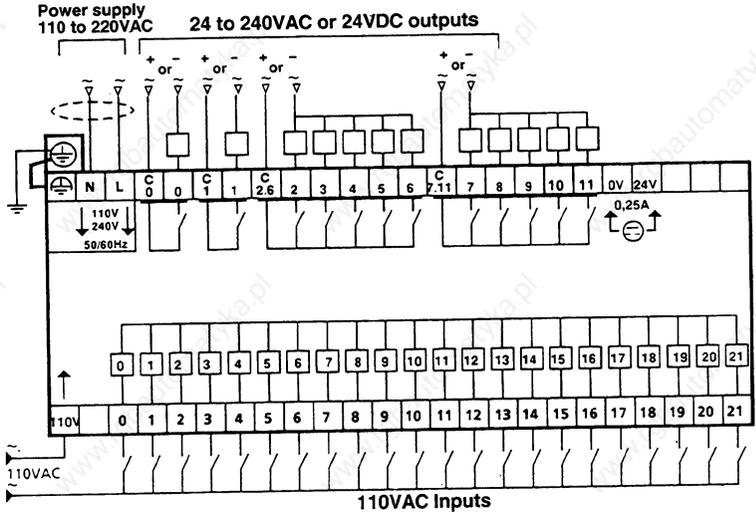 Power supply
110 to 220VAC
24 to 240VAC or 24VDC outputs
+ or − + or − + or − + or −
~ ~ ~ ~ ~ ~ ~ ~ ~ ~
N L C 0 0 C 1 1 C 2.6 2 3 4 5 6 C 7.11 7 8 9 10 11 0V 24V
110V
240V
50/60Hz
0,25A
0 1 2 3 4 5 6 7 8 9 10 11 12 13 14 15 16 17 18 19 20 21
110V 0 1 2 3 4 5 6 7 8 9 10 11 12 13 14 15 16 17 18 19 20 21
~
110VAC
~
110VAC Inputs